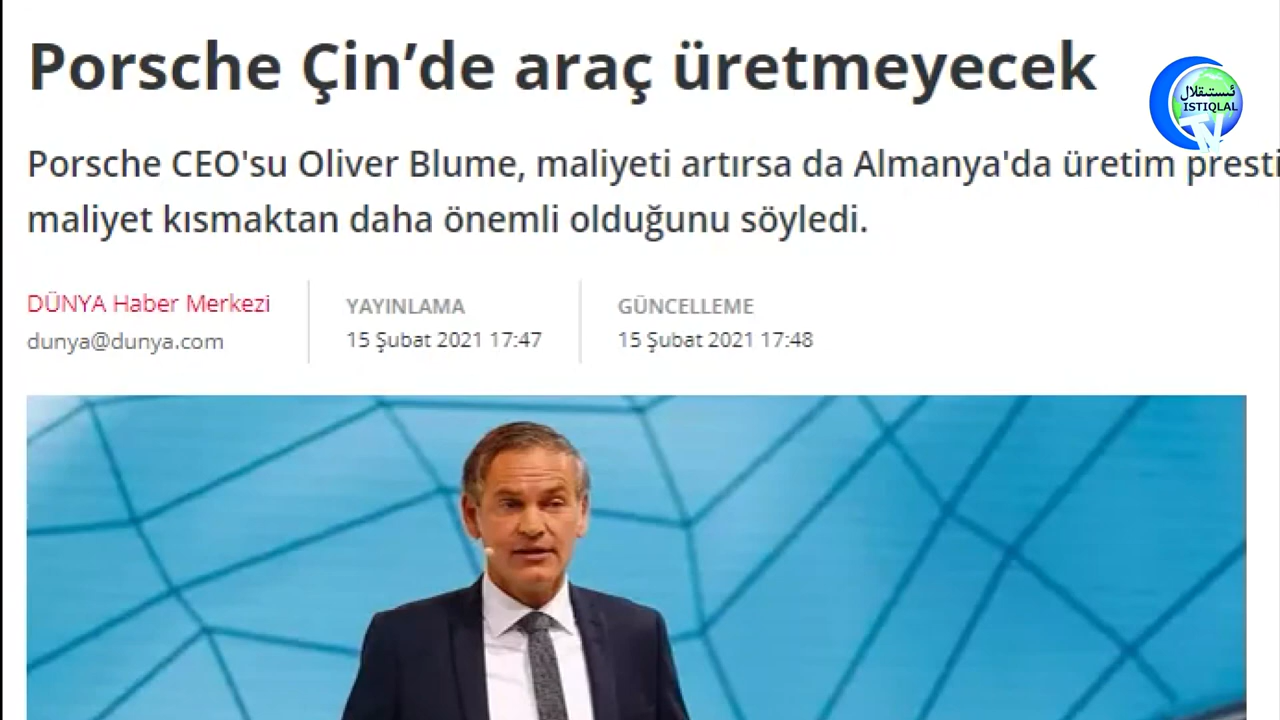 Porsche Çin’de araç üretmeyecek
ئىستىقلال
ISTIQLAL
TV
Porsche CEO'su Oliver Blume, maliyeti artırsa da Almanya'da üretim
maliyet kısmaktan daha önemli olduğunu söyledi.
DÜNYA Haber Merkezi
dunya@dunya.com
YAYINLAMA
15 Şubat 2021 17:47
GÜNCELLEME
15 Şubat 2021 17:48